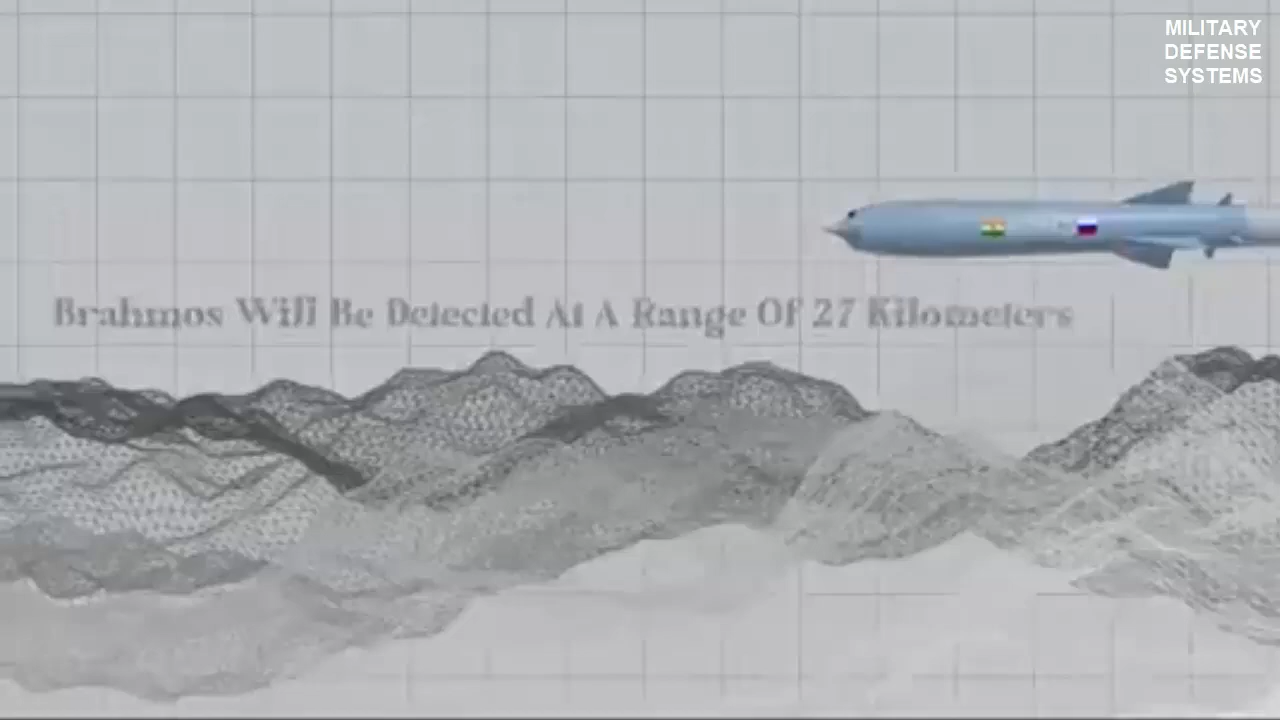 MILITARY
DEFENSE
SYSTEMS
Brahmos Will Be Detected At A Range Of 27 Kilometers